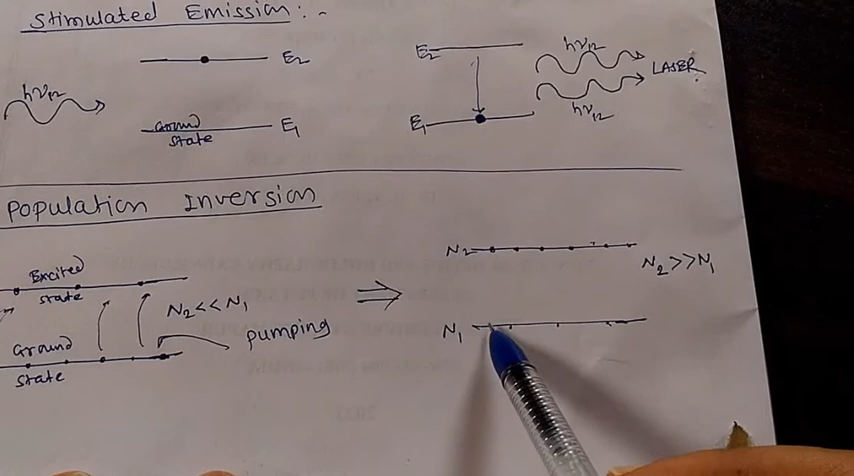 Stimulated Emission:-
hν12
E2
Ground
State
E1
E2
E1
hν12
hν12
LASER
Population Inversion
Excited
state
N2<<N1
Ground
State
pumping
N2
N1
N2>>N1